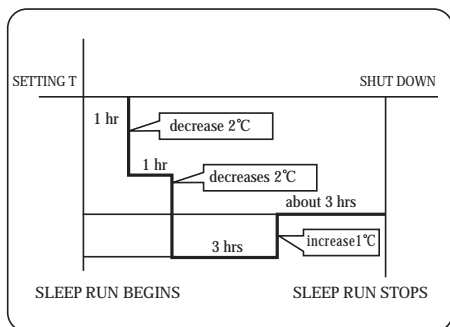 SETTING T
SHUT DOWN
1 hr
decrease 2°C
1 hr
decreases 2°C
about 3 hrs
3 hrs
increase1°C
SLEEP RUN BEGINS
SLEEP RUN STOPS